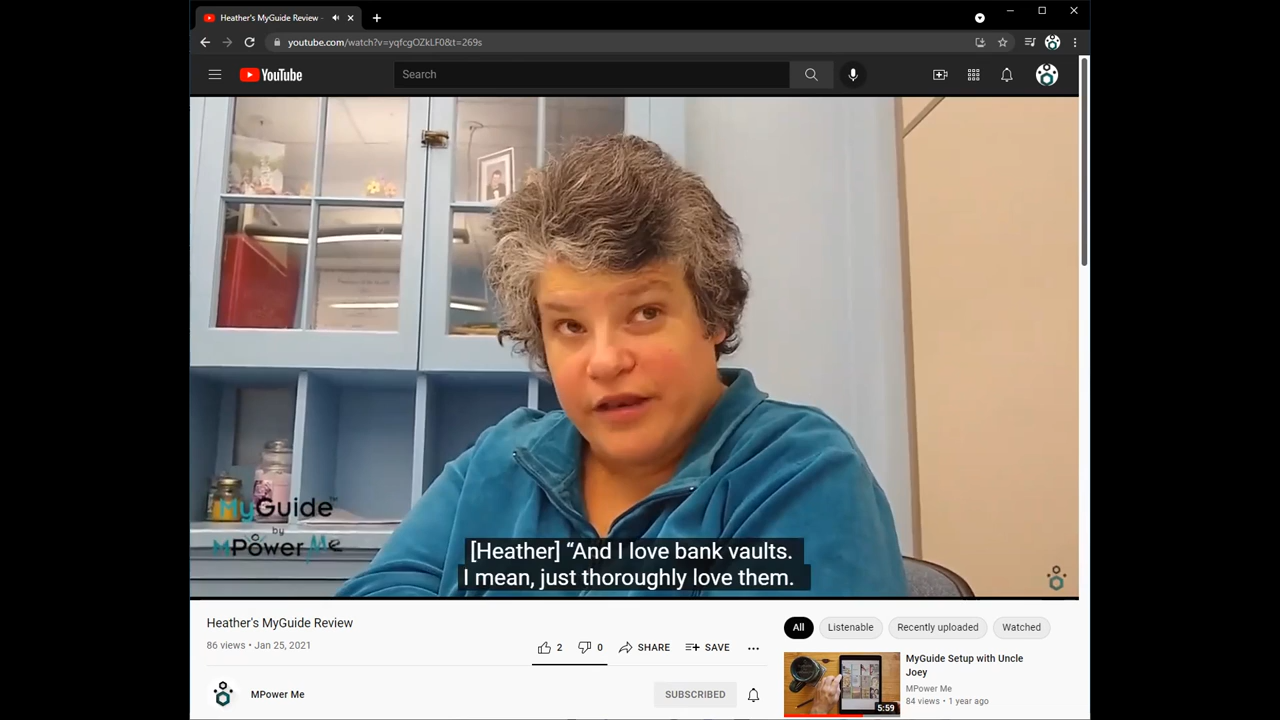 Heather's MyGuide Review -
youtube.com/watch?v=yqfcgOZkLF0&t=269s
YouTube
Search
MyGuide™
by
MPower Me
[Heather] “And I love bank vaults.
I mean, just thoroughly love them.
Heather's MyGuide Review
86 views • Jan 25, 2021
2
0
SHARE
SAVE
MPower Me
SUBSCRIBED
All
Listenable
Recently uploaded
Watched
MyGuide Setup with Uncle
Joey
MPower Me
84 views • 1 year ago
5:59